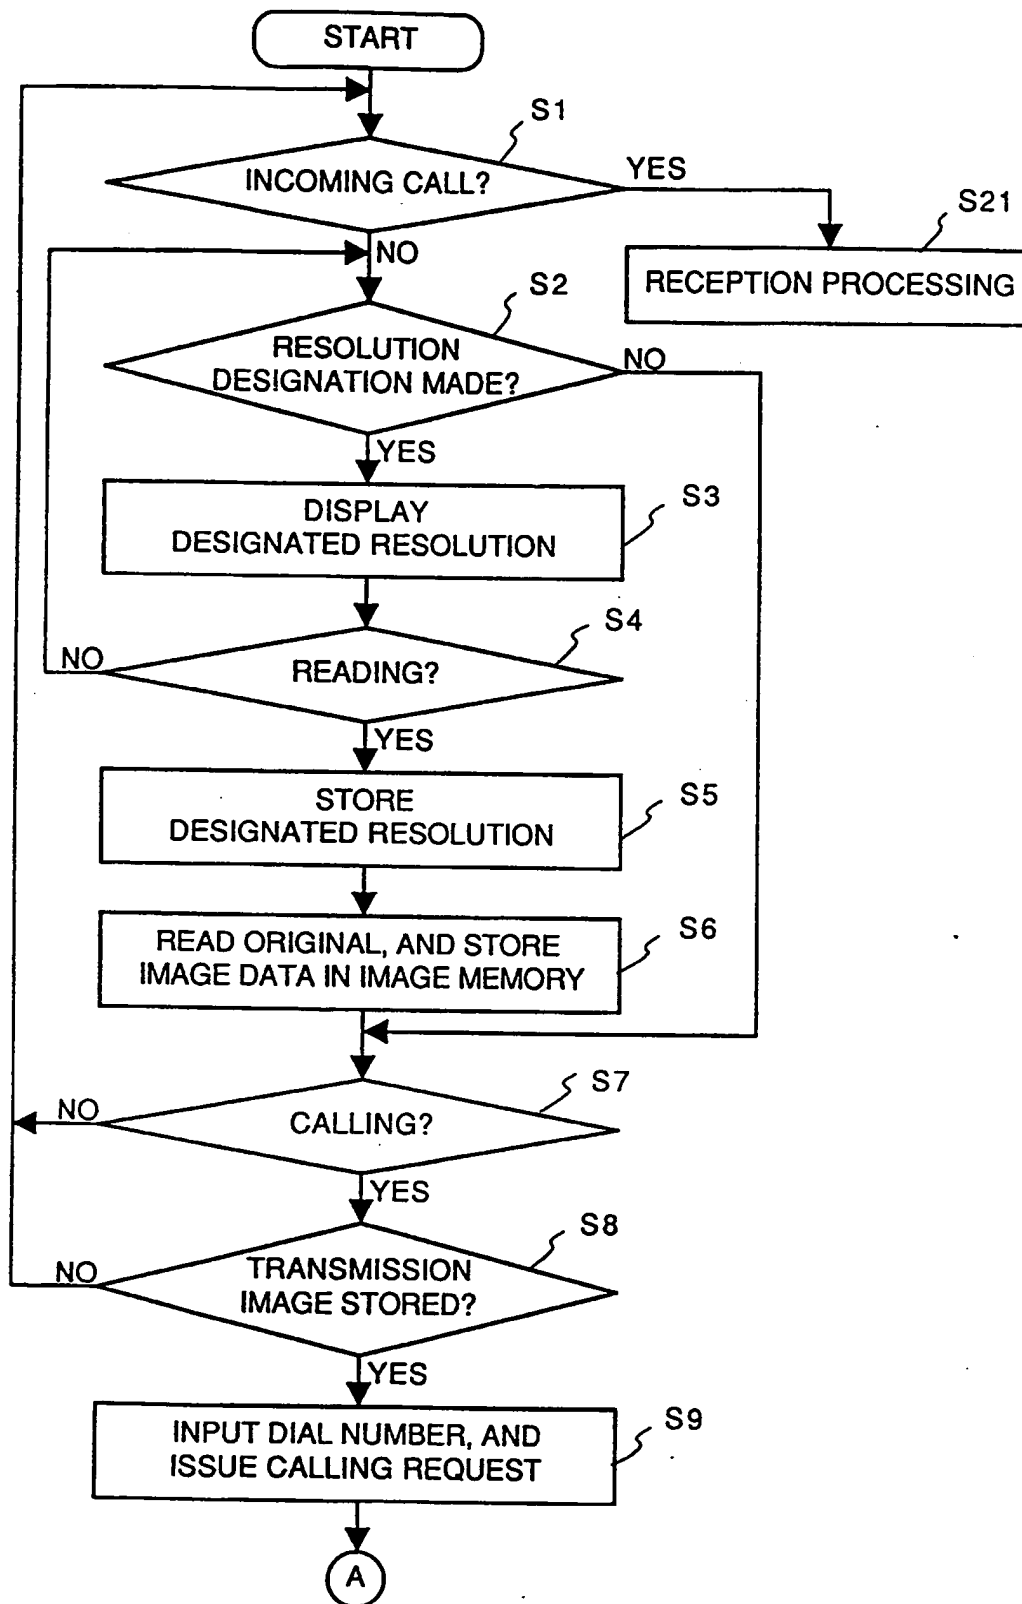 START
S1
INCOMING CALL?
YES
S21
NO
RECEPTION PROCESSING
S2
RESOLUTION
DESIGNATION MADE?
NO
YES
S3
DISPLAY
DESIGNATED RESOLUTION
S4
NO
READING?
YES
S5
STORE
DESIGNATED RESOLUTION
S6
READ ORIGINAL, AND STORE
IMAGE DATA IN IMAGE MEMORY
S7
NO
CALLING?
YES
S8
NO
TRANSMISSION
IMAGE STORED?
YES
S9
INPUT DIAL NUMBER, AND
ISSUE CALLING REQUEST
A